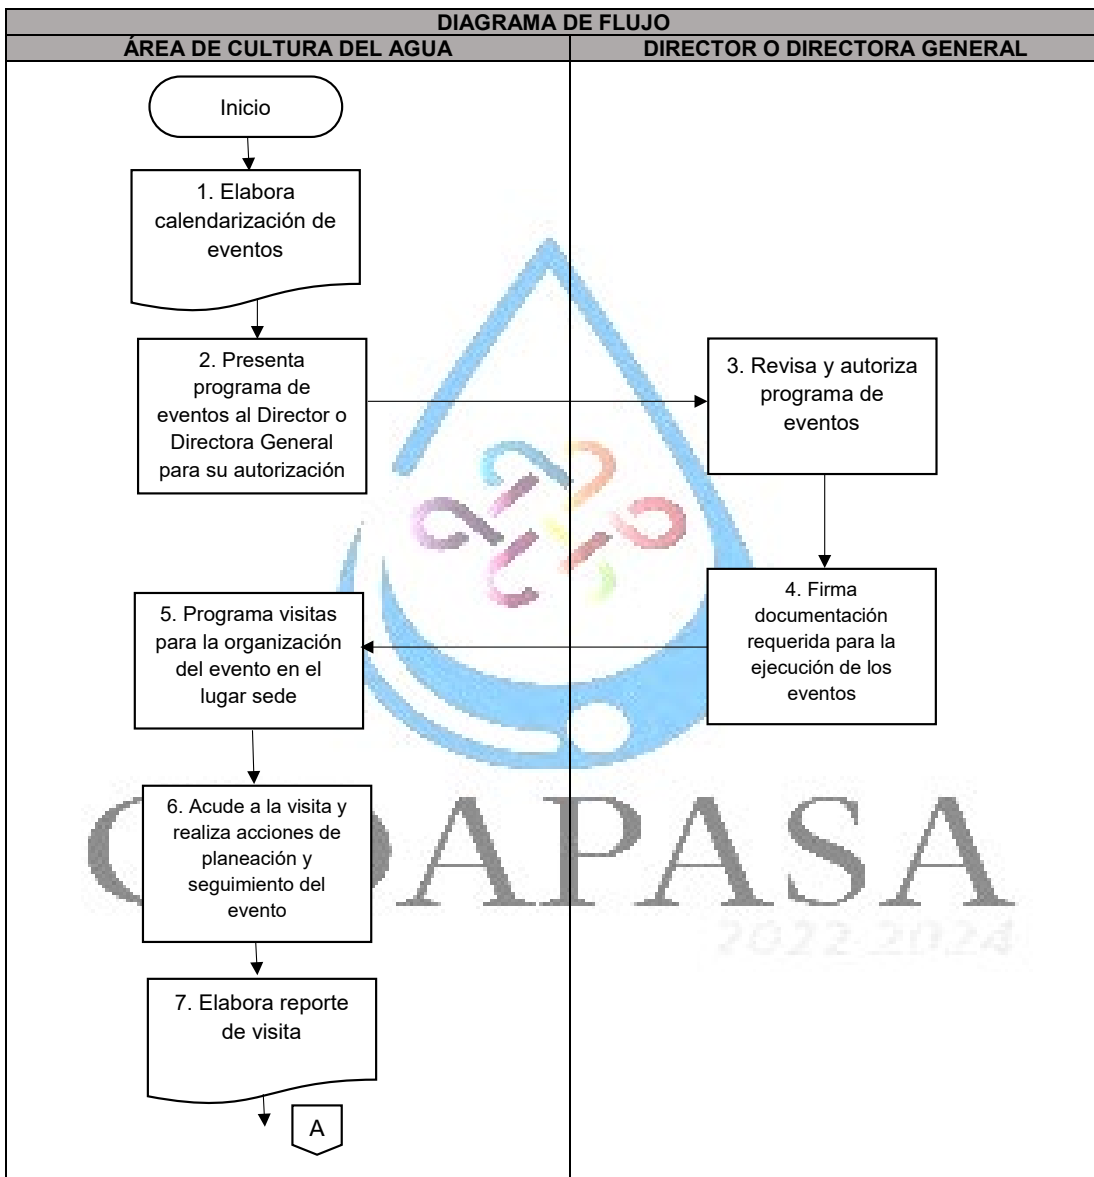 DIAGRAMA DE FLUJO
ÁREA DE CULTURA DEL AGUA
DIRECTOR O DIRECTORA GENERAL
Inicio
1. Elabora
calendarización de
eventos
2. Presenta
programa de
eventos al Director o
Directora General
para su autorización
3. Revisa y autoriza
programa de
eventos
4. Firma
documentación
requerida para la
ejecución de los
eventos
5. Programa visitas
para la organización
del evento en el
lugar sede
6. Acude a la visita y
realiza acciones de
planeación y
seguimiento del
evento
7. Elabora reporte
de visita
A
APASA
2022-2024